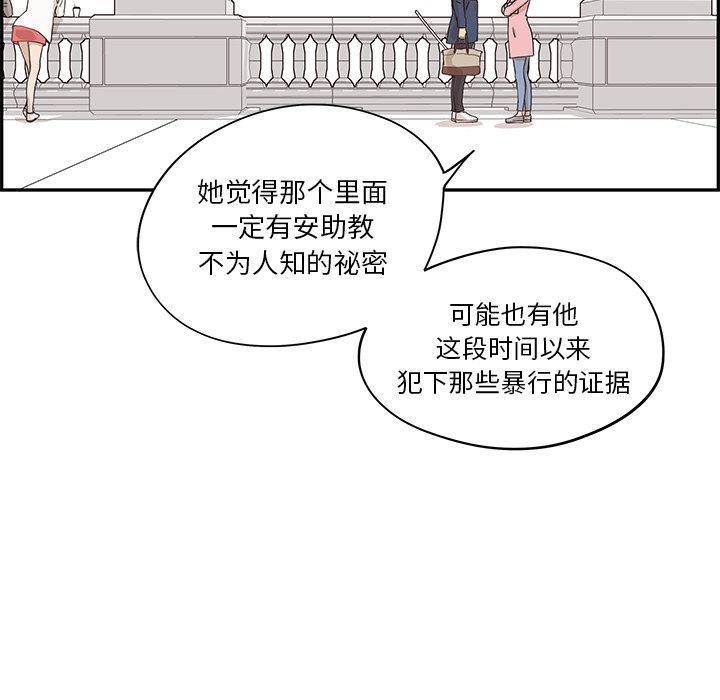 她觉得那个里面
一定有安助教
不为人知的祕密
可能也有他
这段时间以来
犯下那些暴行的证据